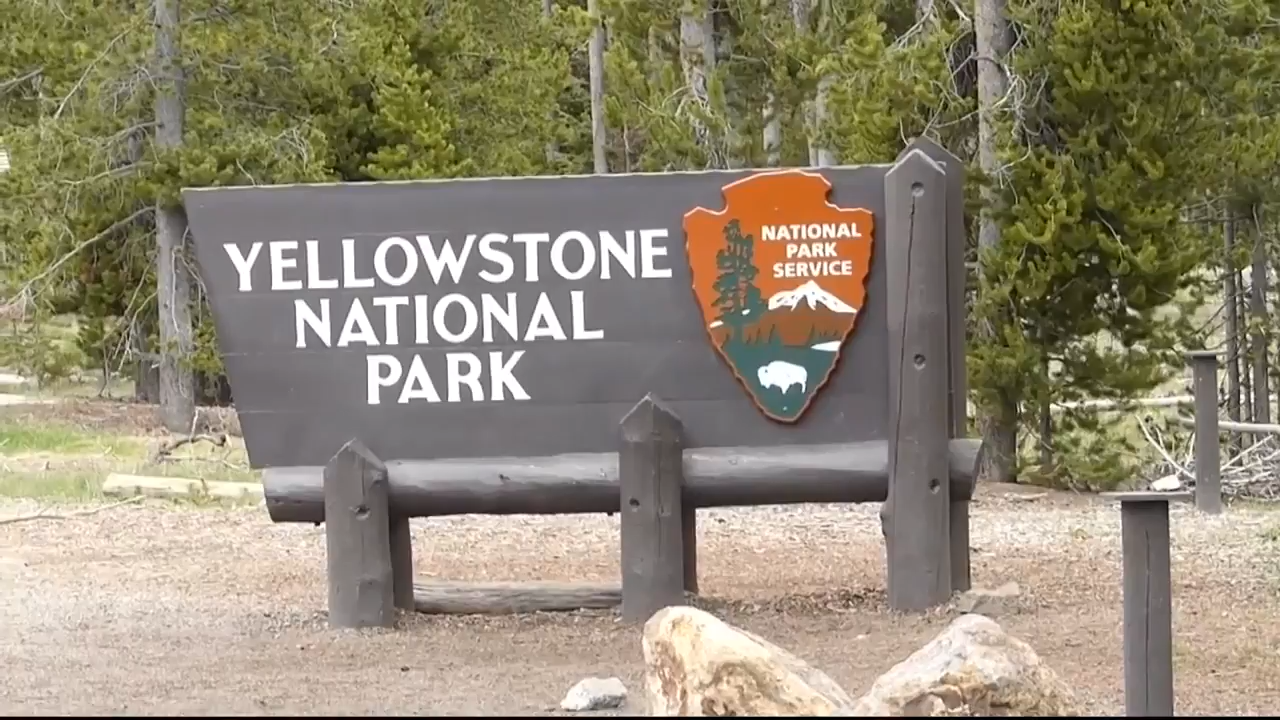 YELLOWSTONE
NATIONAL
PARK
NATIONAL
PARK
SERVICE